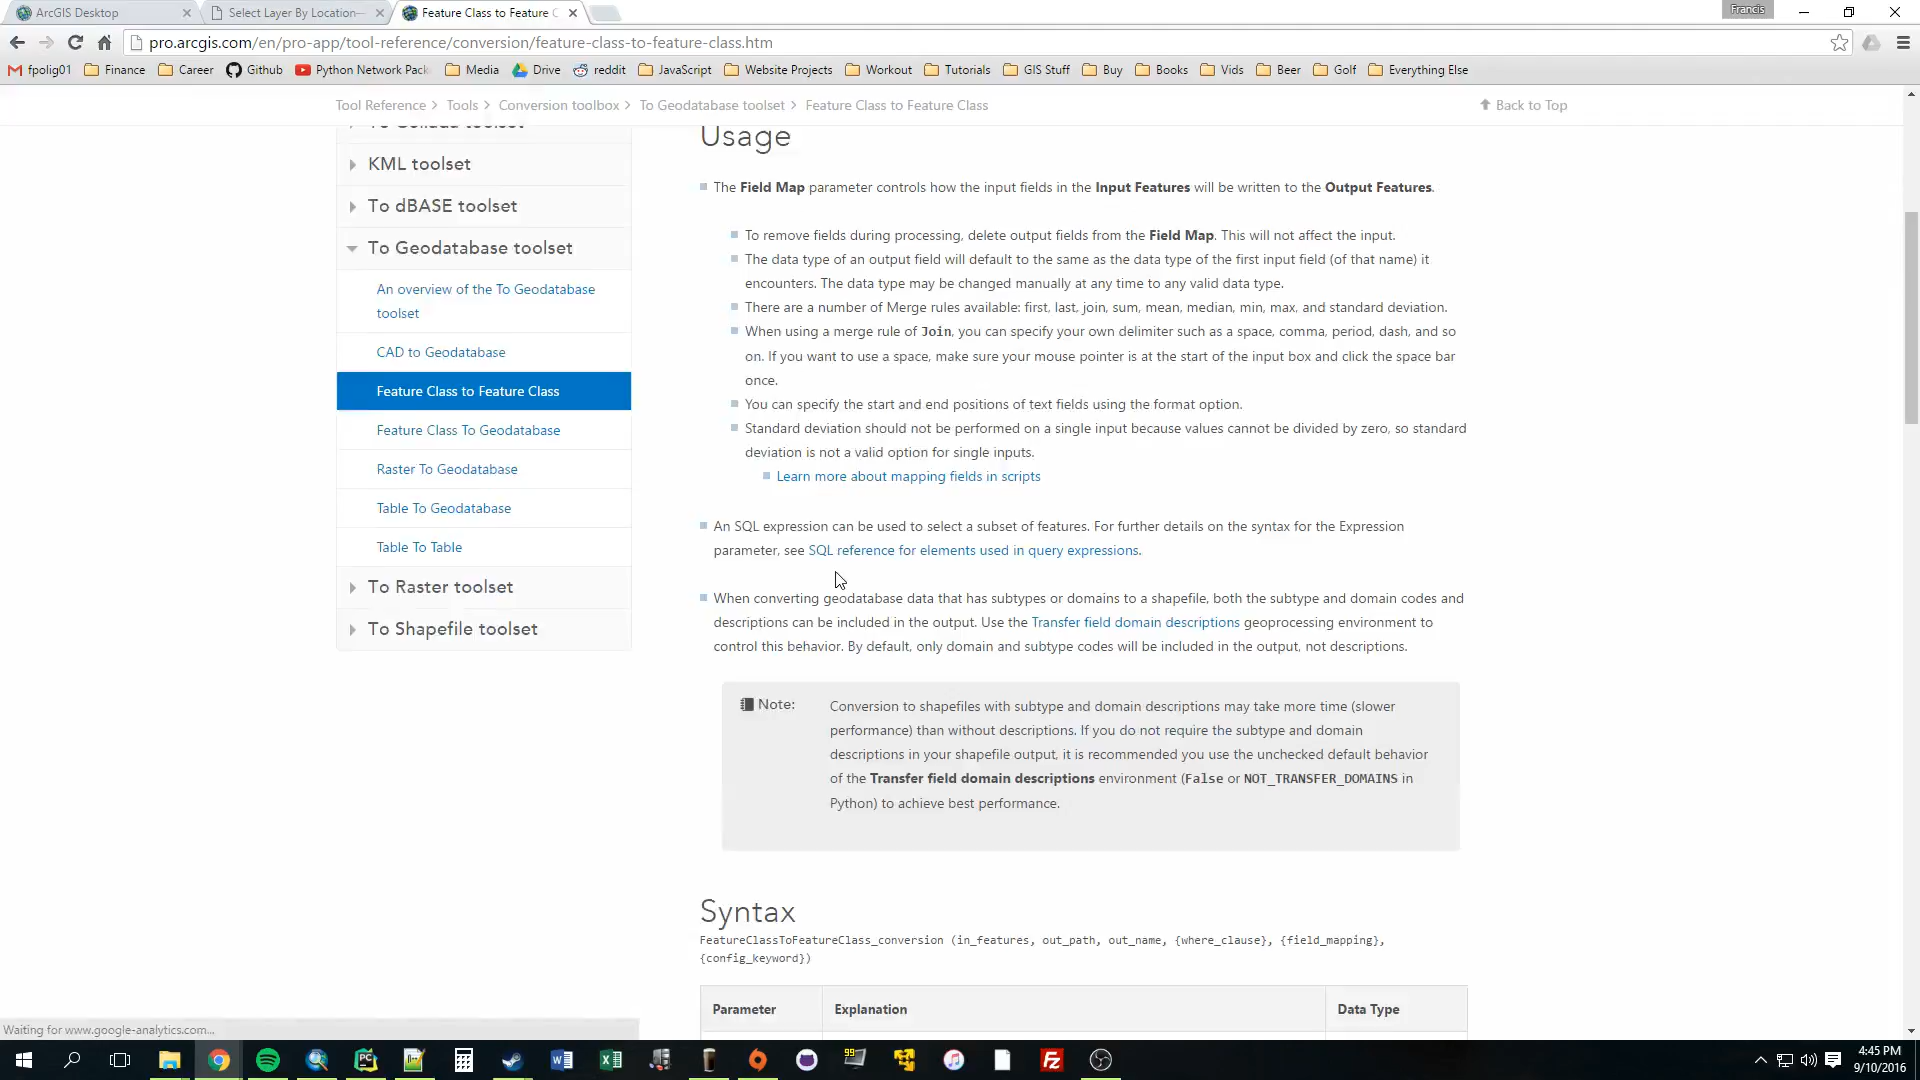 ArcGIS Desktop
Select Layer By Location—
Feature Class to Feature C
Francis
pro.arcgis.com/en/pro-app/tool-reference/conversion/feature-class-to-feature-class.htm
fpolig01
Finance
Career
Github
Python Network Pack
Media
Drive
reddit
JavaScript
Website Projects
Workout
Tutorials
GIS Stuff
Buy
Books
Vids
Beer
Golf
Everything Else
Tool Reference
Tools
Conversion toolbox
To Geodatabase toolset
Feature Class to Feature Class
Back to Top
To Collada toolset
KML toolset
To dBASE toolset
To Geodatabase toolset
An overview of the To Geodatabase
toolset
CAD to Geodatabase
Feature Class to Feature Class
Feature Class To Geodatabase
Raster To Geodatabase
Table To Geodatabase
Table To Table
To Raster toolset
To Shapefile toolset
Usage
The Field Map parameter controls how the input fields in the Input Features will be written to the Output Features.
To remove fields during processing, delete output fields from the Field Map. This will not affect the input.
The data type of an output field will default to the same as the data type of the first input field (of that name) it
encounters. The data type may be changed manually at any time to any valid data type.
There are a number of Merge rules available: first, last, join, sum, mean, median, min, max, and standard deviation.
When using a merge rule of Join, you can specify your own delimiter such as a space, comma, period, dash, and so
on. If you want to use a space, make sure your mouse pointer is at the start of the input box and click the space bar
once.
You can specify the start and end positions of text fields using the format option.
Standard deviation should not be performed on a single input because values cannot be divided by zero, so standard
deviation is not a valid option for single inputs.
Learn more about mapping fields in scripts
An SQL expression can be used to select a subset of features. For further details on the syntax for the Expression
parameter, see SQL reference for elements used in query expressions.
When converting geodatabase data that has subtypes or domains to a shapefile, both the subtype and domain codes and
descriptions can be included in the output. Use the Transfer field domain descriptions geoprocessing environment to
control this behavior. By default, only domain and subtype codes will be included in the output, not descriptions.
Note:
Conversion to shapefiles with subtype and domain descriptions may take more time (slower
performance) than without descriptions. If you do not require the subtype and domain
descriptions in your shapefile output, it is recommended you use the unchecked default behavior
of the Transfer field domain descriptions environment (False or NOT_TRANSFER_DOMAINS in
Python) to achieve best performance.
Syntax
FeatureClassToFeatureClass_conversion (in_features, out_path, out_name, {where_clause}, {field_mapping},
{config_keyword})
Parameter
Explanation
Data Type
Waiting for www.google-analytics.com...
4:45 PM
9/10/2016